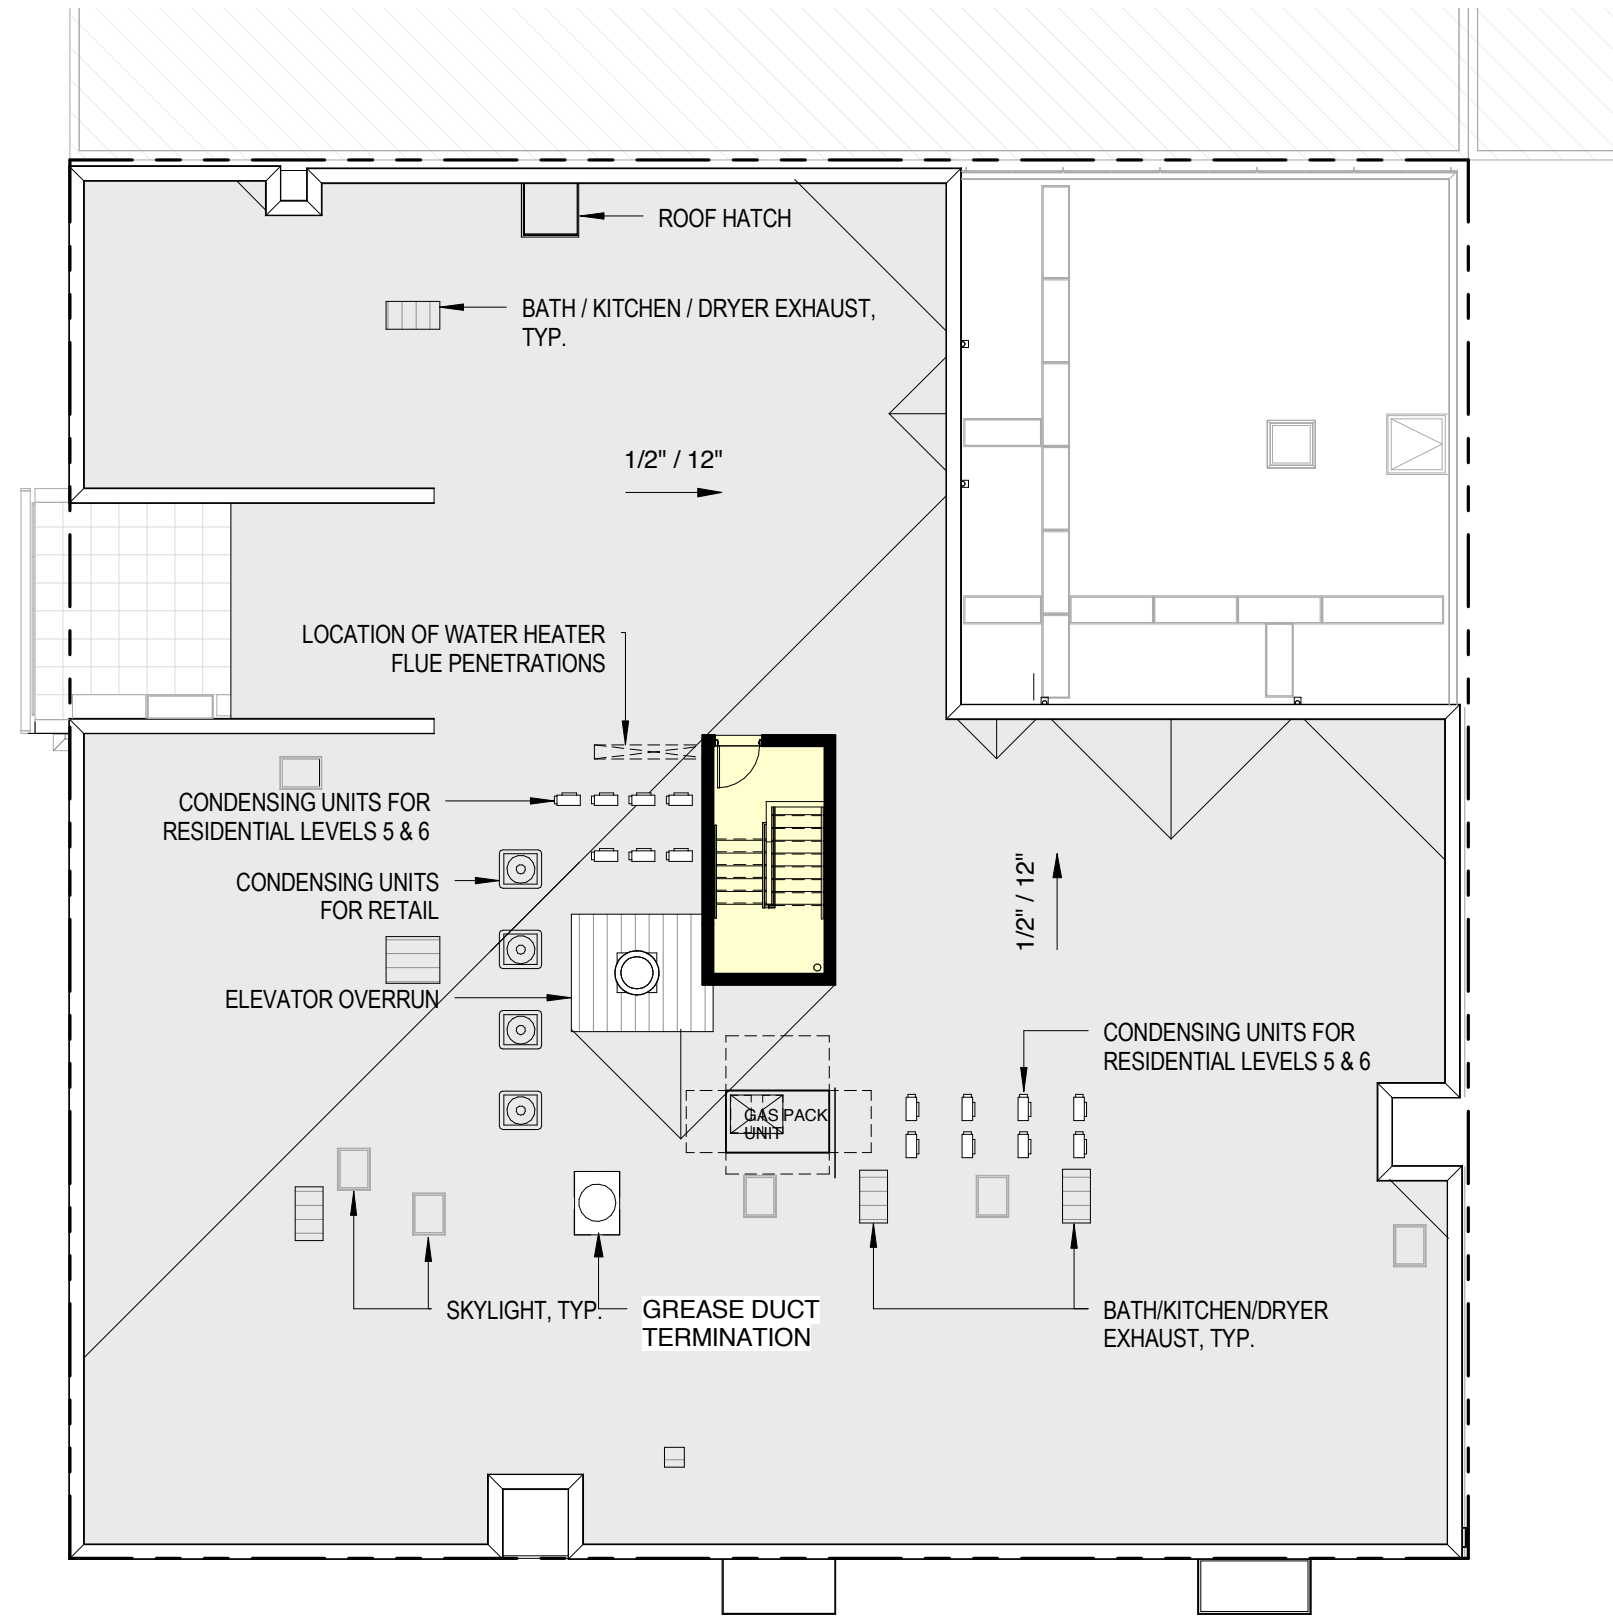 ROOF HATCH
BATH / KITCHEN / DRYER EXHAUST,
TYP.
1/2" / 12"
LOCATION OF WATER HEATER
FLUE PENETRATIONS
CONDENSING UNITS FOR
RESIDENTIAL LEVELS 5 & 6
CONDENSING UNITS
FOR RETAIL
1/2" / 12"
ELEVATOR OVERRUN
CONDENSING UNITS FOR
RESIDENTIAL LEVELS 5 & 6
GAS PACK
UNIT
SKYLIGHT, TYP.
GREASE DUCT
TERMINATION
BATH/KITCHEN/DRYER
EXHAUST, TYP.